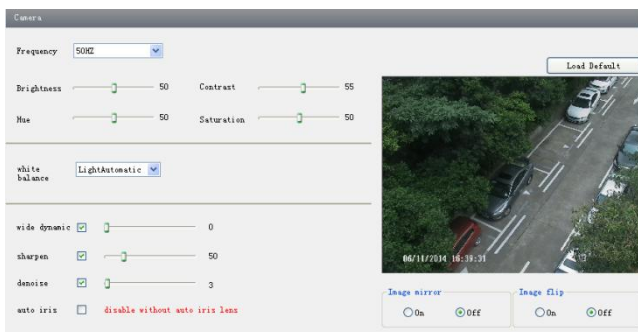 Camera
Frequency 50HZ
Load Default
Brightness 50 Contrast 55
Hue 50 Saturation 50
white balance LightAutomatic
wide dynamic 0
sharpen 50
denoise 3
auto iris disable without auto iris lens
06/11/2014 16:39:31
Image mirror Image flip
On Off On Off